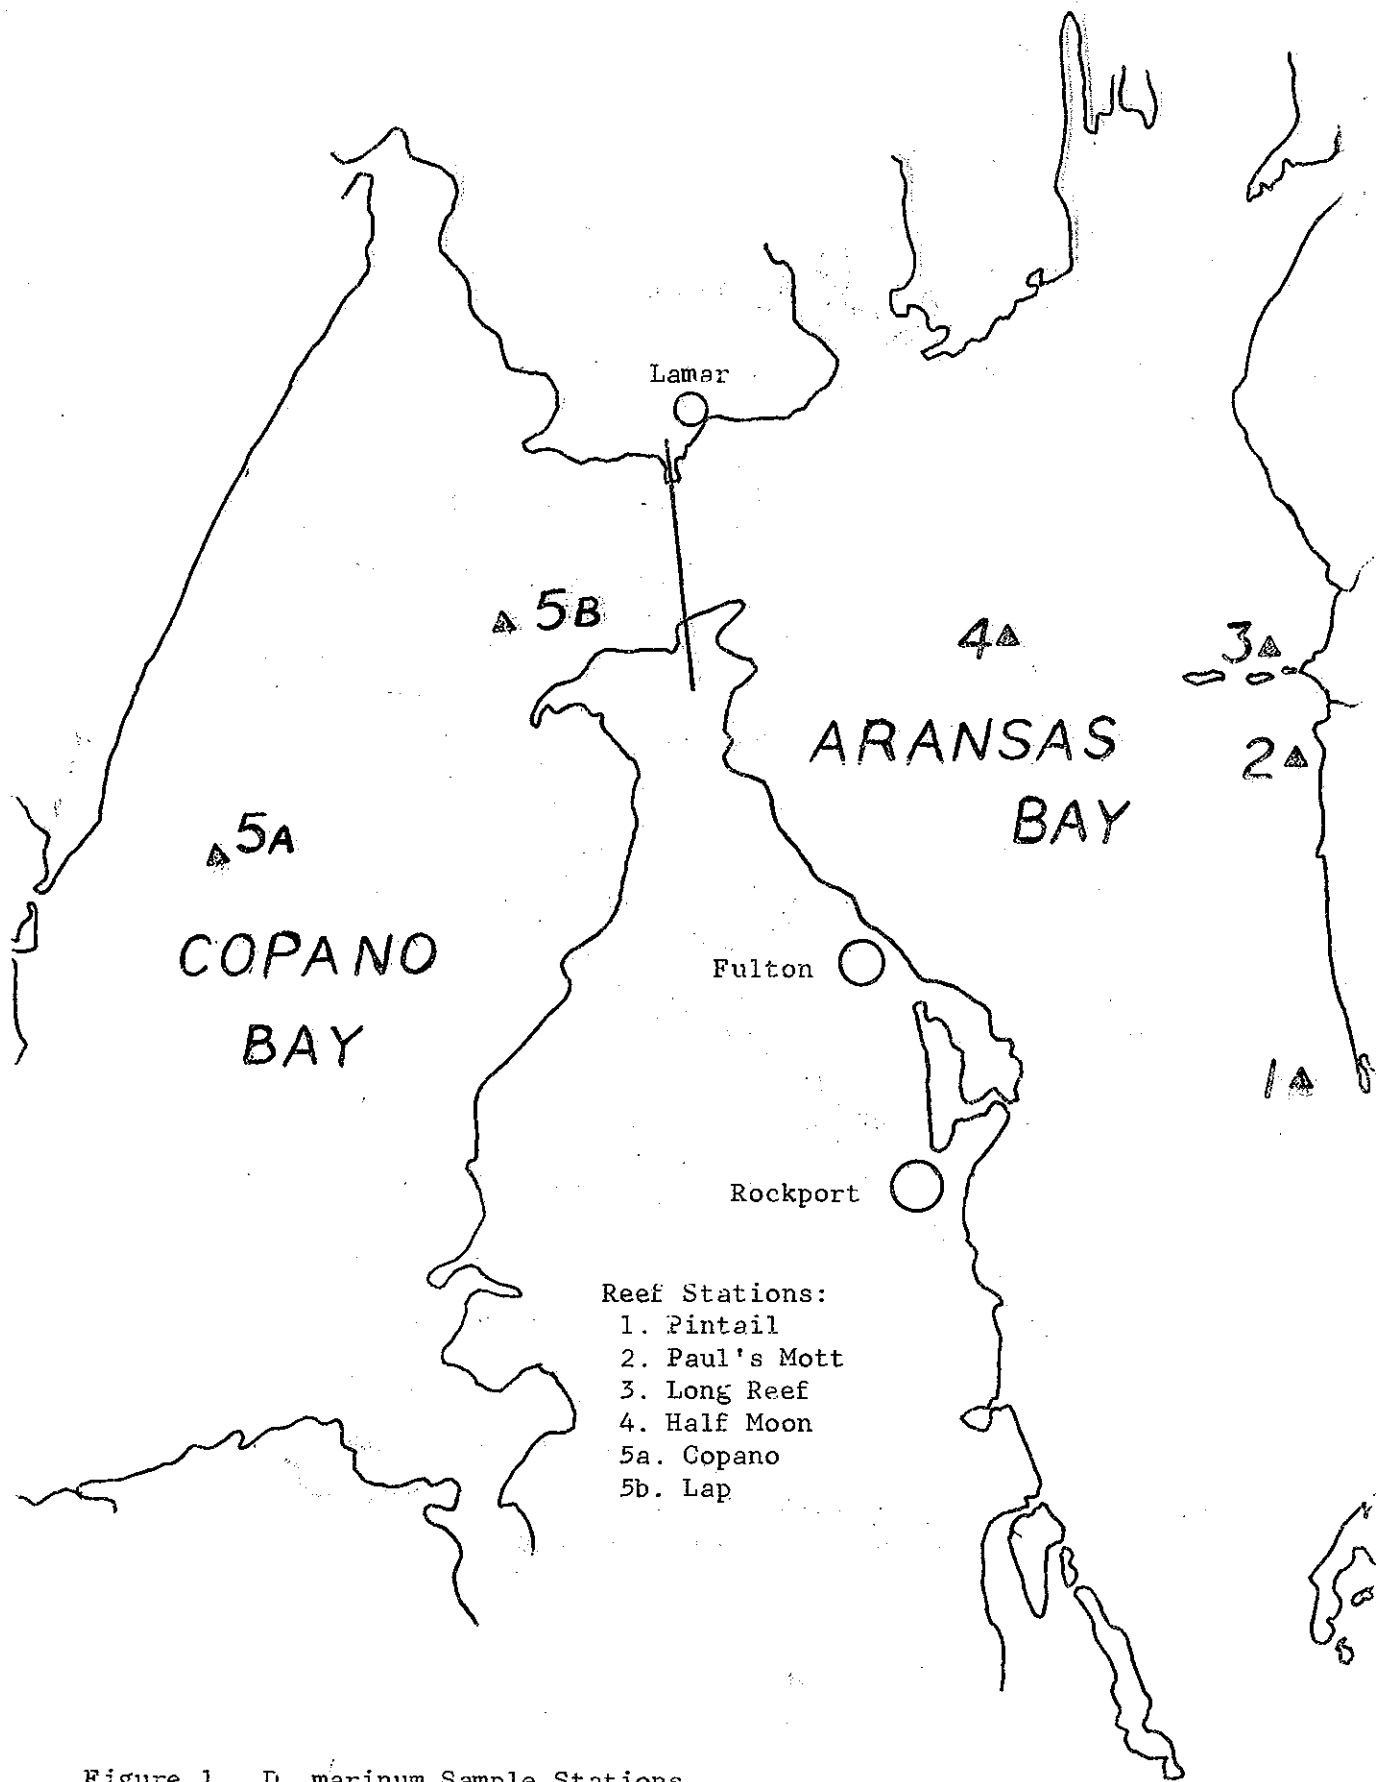 Lamar
5B
4
3
ARANSAS
2
BAY
5A
COPANO
Fulton
BAY
1
Rockport
Reef Stations:
1. Pintail
2. Paul's Mott
3. Long Reef
4. Half Moon
5a. Copano
5b. Lap
Figure 1. D. marinum Sample Stations